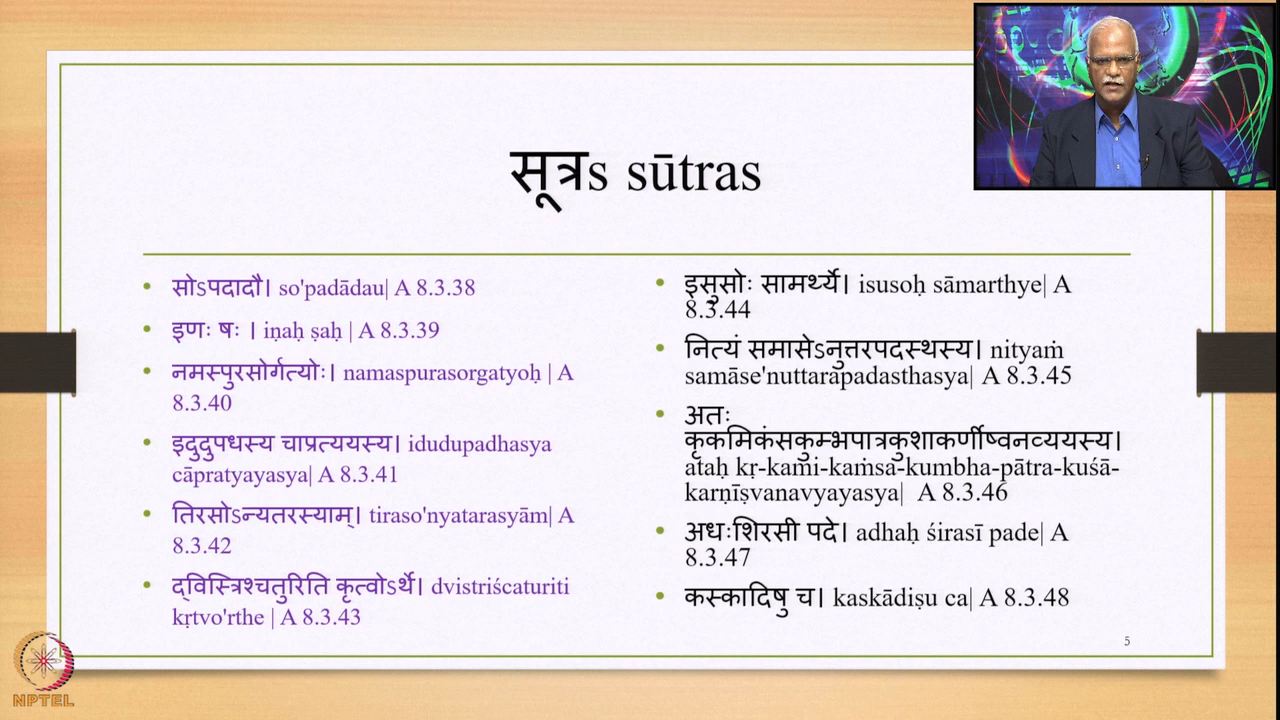 सूत्रs sūtras
• सोऽपदादौ। so'padādau| A 8.3.38
• इणः षः । iṇaḥ ṣaḥ | A 8.3.39
• नमस्पुरसोर्गत्योः। namaspurasorgatyoḥ | A
8.3.40
• इदुदुपधस्य चाप्रत्ययस्य। idudupadhasya
cāpratyayasya| A 8.3.41
• तिरसोऽन्यतरस्याम्। tiraso'nyatarasyām| A
8.3.42
• द्विस्त्रिश्चतुरिति कृत्वोऽर्थे। dvistriścaturiti
kṛtvo'rthe | A 8.3.43
• इसुसोः सामर्थ्ये। isusoḥ sāmarthye| A
8.3.44
• नित्यं समासेऽनुत्तरपदस्थस्य। nityaṁ
samāse'nuttarapadasthasya| A 8.3.45
• अतः
कृकमिकंसकुम्भपात्रकुशाकर्णीष्वनव्ययस्य।
ataḥ kṛ-kami-kaṁsa-kumbha-pātra-kuśā-
karṇīṣvanavyayasya| A 8.3.46
• अधःशिरसी पदे। adhaḥ śirasī pade| A
8.3.47
• कस्कादिषु च। kaskādiṣu ca| A 8.3.48
5
NPTEL